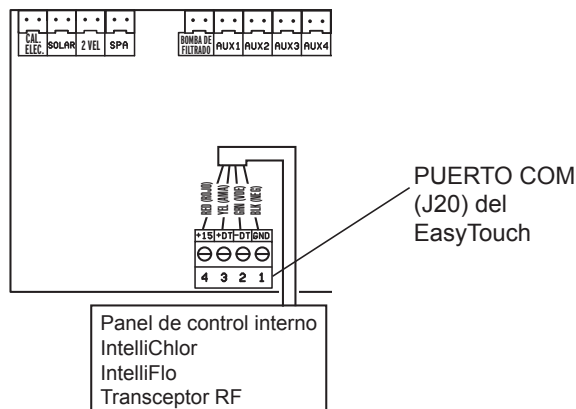 CAL. ELEC.
SOLAR
2 VEL
SPA
BOMBA DE FILTRADO
AUX1
AUX2
AUX3
AUX4
RED (ROJO)
YEL (AMA)
GRN (VDE)
BLK (NEG)
+15
+DT
-DT
GND
4 3 2 1
PUERTO COM
(J20) del
EasyTouch
Panel de control interno
IntelliChlor
IntelliFlo
Transceptor RF